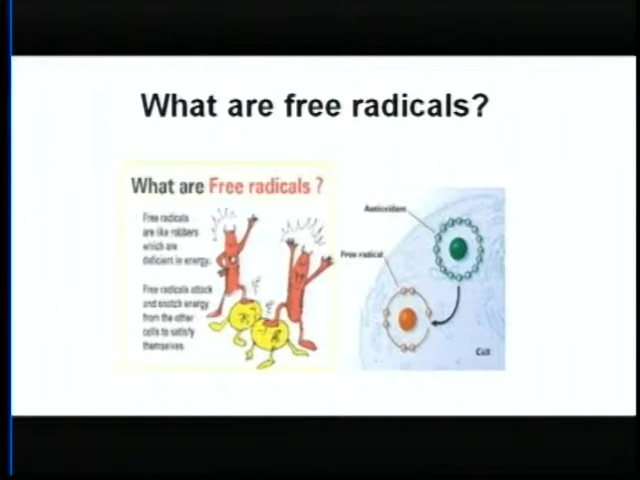 What are free radicals?
What are Free radicals ?
Free radicals
are like robbers
which are
deficient in energy.
Free radicals attack
and snatch energy
from the other
cells to satisfy
themselves
Antioxidant
Free radical
Cell